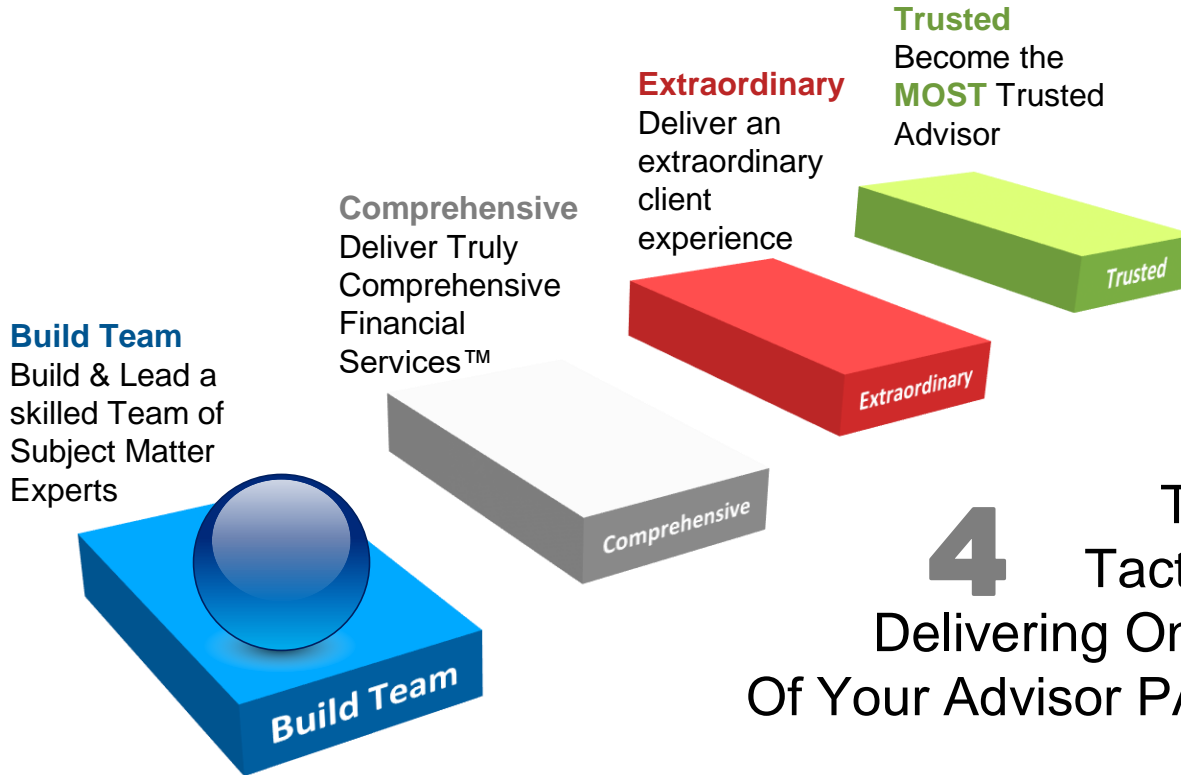 Trusted
Become the
MOST Trusted
Advisor
Extraordinary
Deliver an
extraordinary
client
experience
Comprehensive
Deliver Truly
Comprehensive
Financial
Services™
Build Team
Build & Lead a
skilled Team of
Subject Matter
Experts
Trusted
Extraordinary
Comprehensive
Build Team
4
T
Tact
Delivering
Of Your Advisor PA